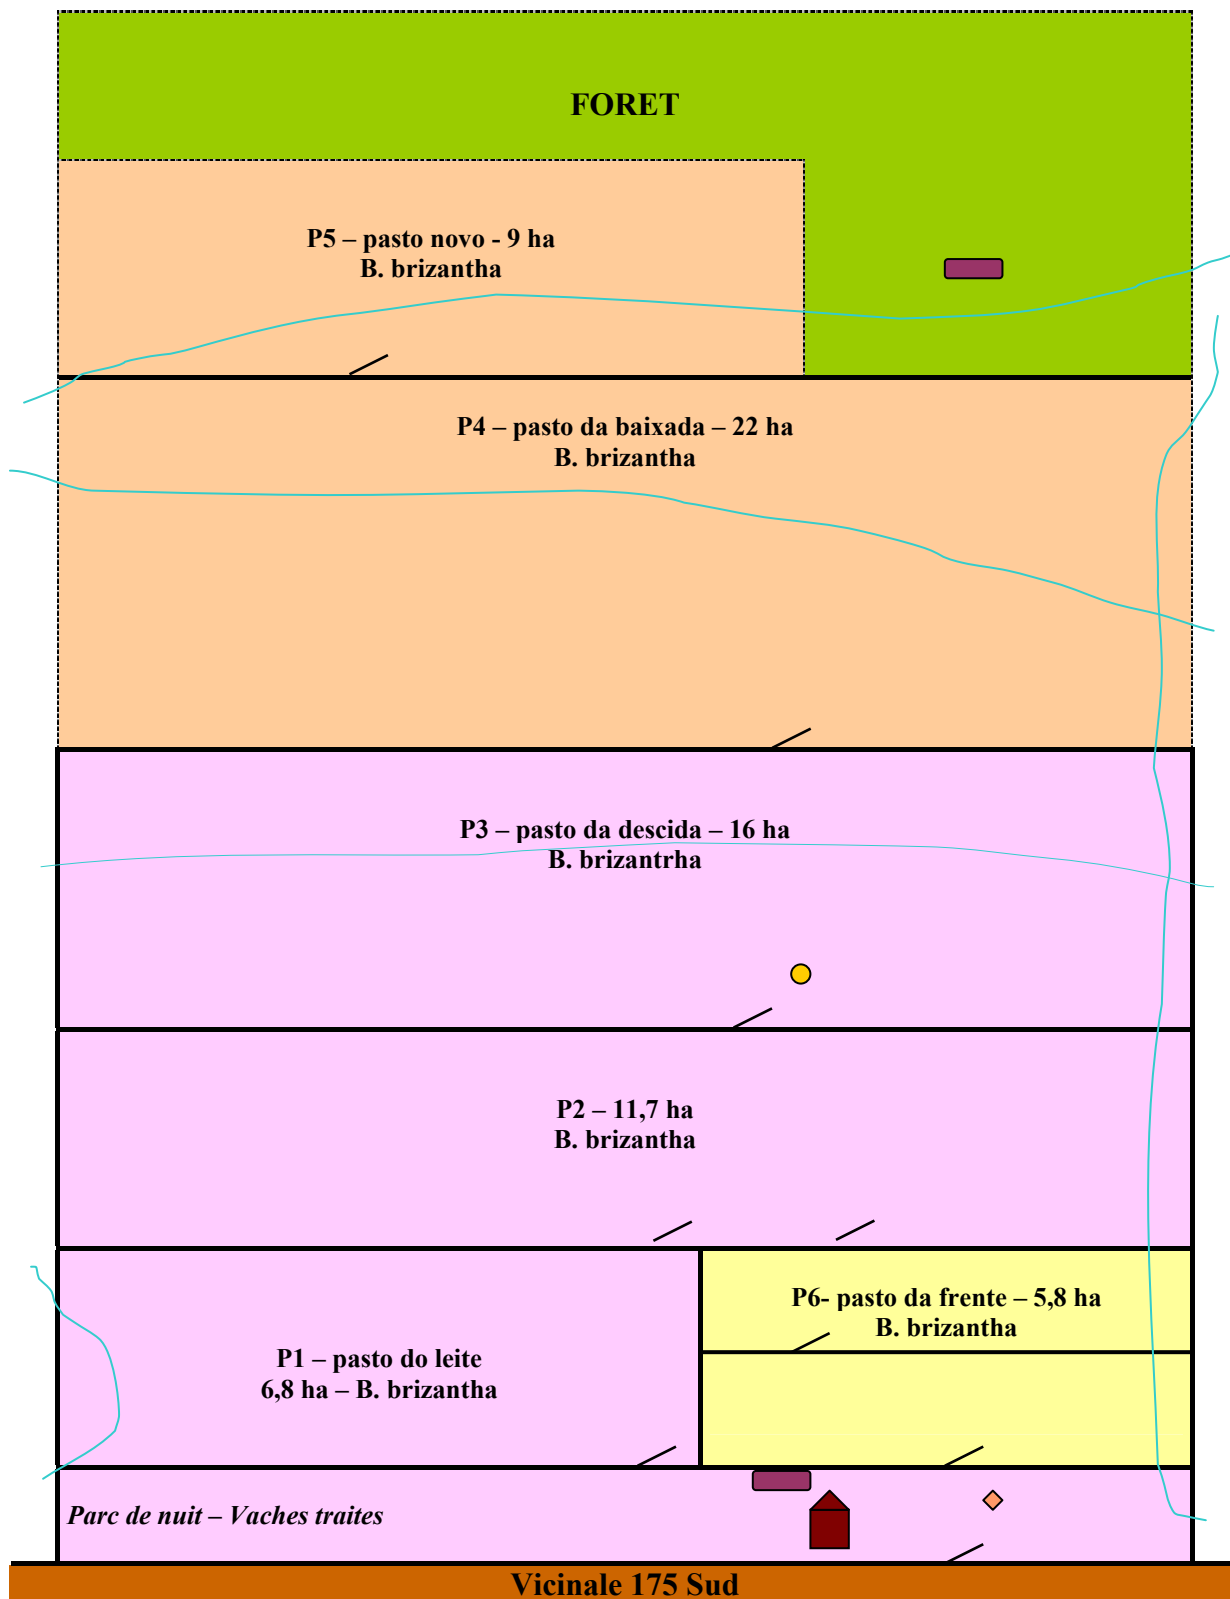 FORET
P5 – pasto novo - 9 ha
B. brizantha
P4 – pasto da baixada – 22 ha
B. brizantha
P3 – pasto da descida – 16 ha
B. brizantrha
P2 – 11,7 ha
B. brizantha
P6- pasto da frente – 5,8 ha
B. brizantha
P1 – pasto do leite
6,8 ha – B. brizantha
Parc de nuit – Vaches traites
Vicinale 175 Sud